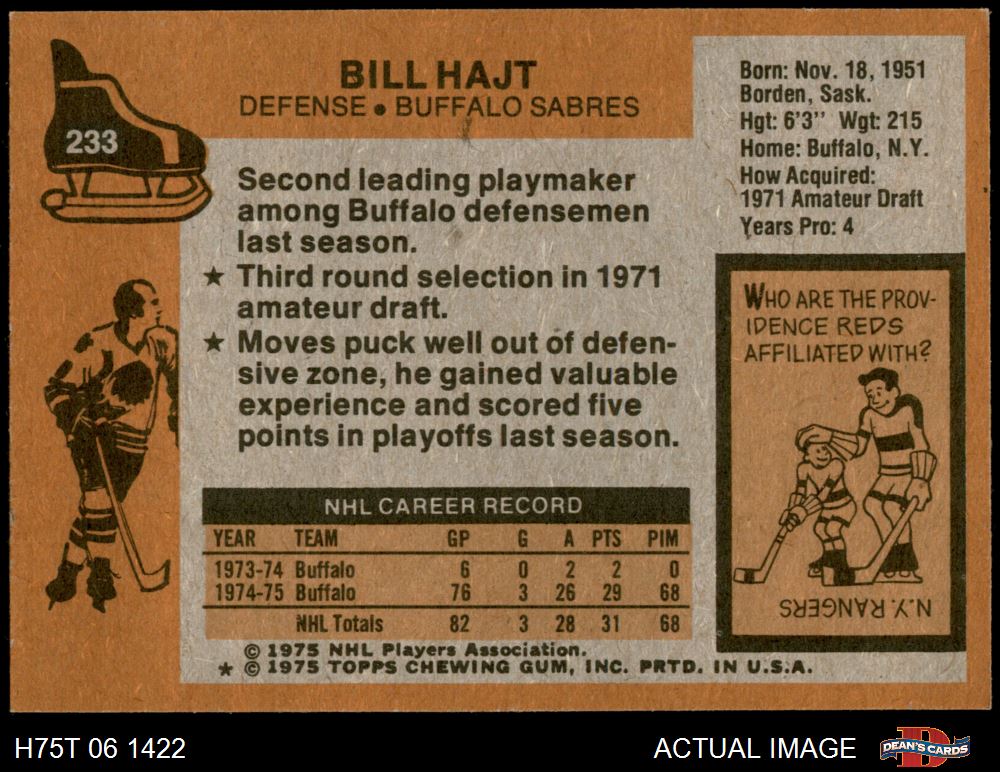 233
BILL HAJT
DEFENSE • BUFFALO SABRES
Born: Nov. 18, 1951
Borden, Sask.
Hgt: 6'3" Wgt: 215
Home: Buffalo, N.Y.
How Acquired:
1971 Amateur Draft
Years Pro: 4
Second leading playmaker
among Buffalo defensemen
last season.
★ Third round selection in 1971
amateur draft.
★ Moves puck well out of defen-
sive zone, he gained valuable
experience and scored five
points in playoffs last season.
WHO ARE THE PROV-
IDENCE REDS
AFFILIATED WITH?
N.Y. RANGERS
NHL CAREER RECORD
YEAR TEAM GP G A PTS PIM
1973-74 Buffalo 6 0 2 2 0
1974-75 Buffalo 76 3 26 29 68
NHL Totals 82 3 28 31 68
© 1975 NHL Players Association.
★ © 1975 TOPPS CHEWING GUM, INC. PRTD. IN U.S.A.
H75T 06 1422
ACTUAL IMAGE
D
DEAN'S CARDS